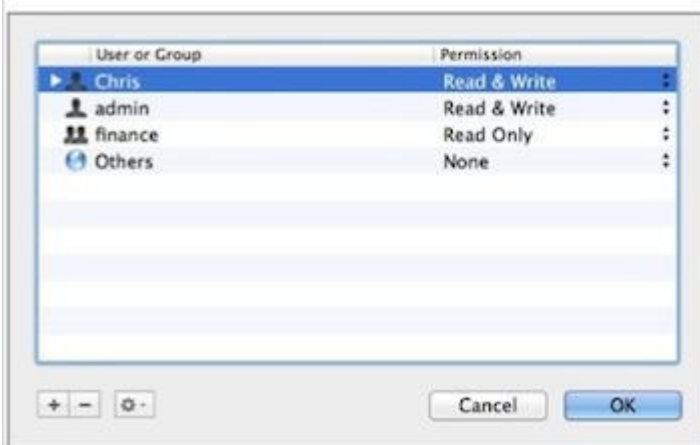 User or Group Permission
Chris Read & Write
admin Read & Write
finance Read Only
Others None
+ - Cancel OK